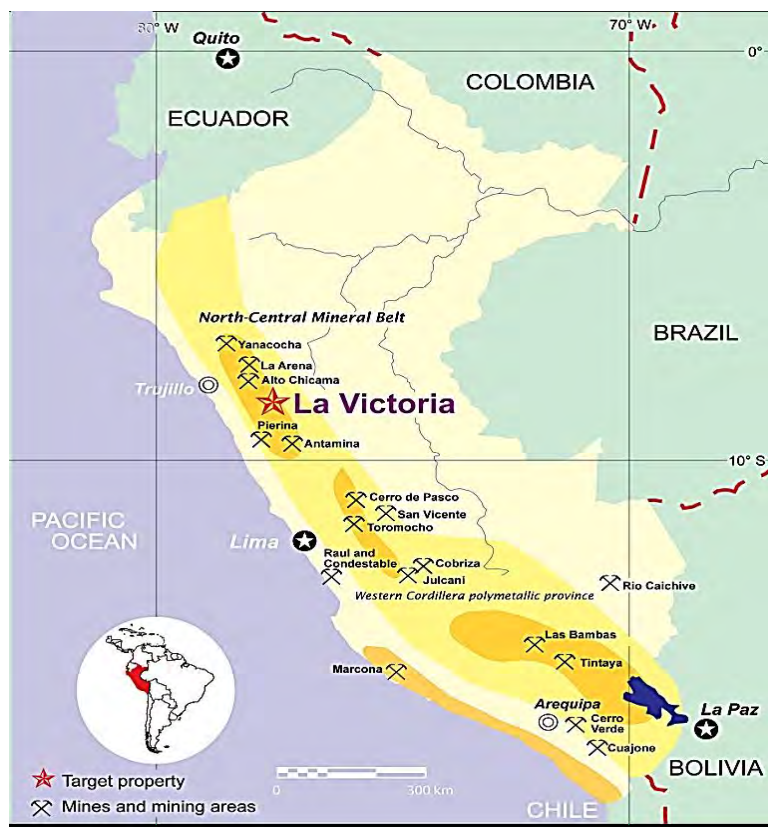 80° W
70° W
Quito
0°
COLOMBIA
ECUADOR
BRAZIL
North-Central Mineral Belt
Yanacocha
La Arena
Alto Chicama
Trujillo
La Victoria
Pierina
Antamina
10° S
Cerro de Pasco
San Vicente
Toromocho
PACIFIC
OCEAN
Lima
Raul and
Condestable
Cobriza
Julcani
Rio Caichive
Western Cordillera polymetallic province
Las Bambas
Tintaya
Marcona
Arequipa
Cerro
Verde
La Paz
Cuajone
BOLIVIA
Target property
Mines and mining areas
0
300 km
CHILE